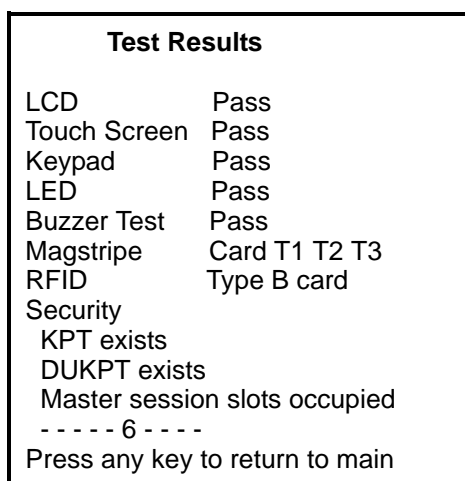 Test Results
LCD Pass
Touch Screen Pass
Keypad Pass
LED Pass
Buzzer Test Pass
Magstripe Card T1 T2 T3
RFID Type B card
Security
KPT exists
DUKPT exists
Master session slots occupied
- - - - - 6 - - - -
Press any key to return to main